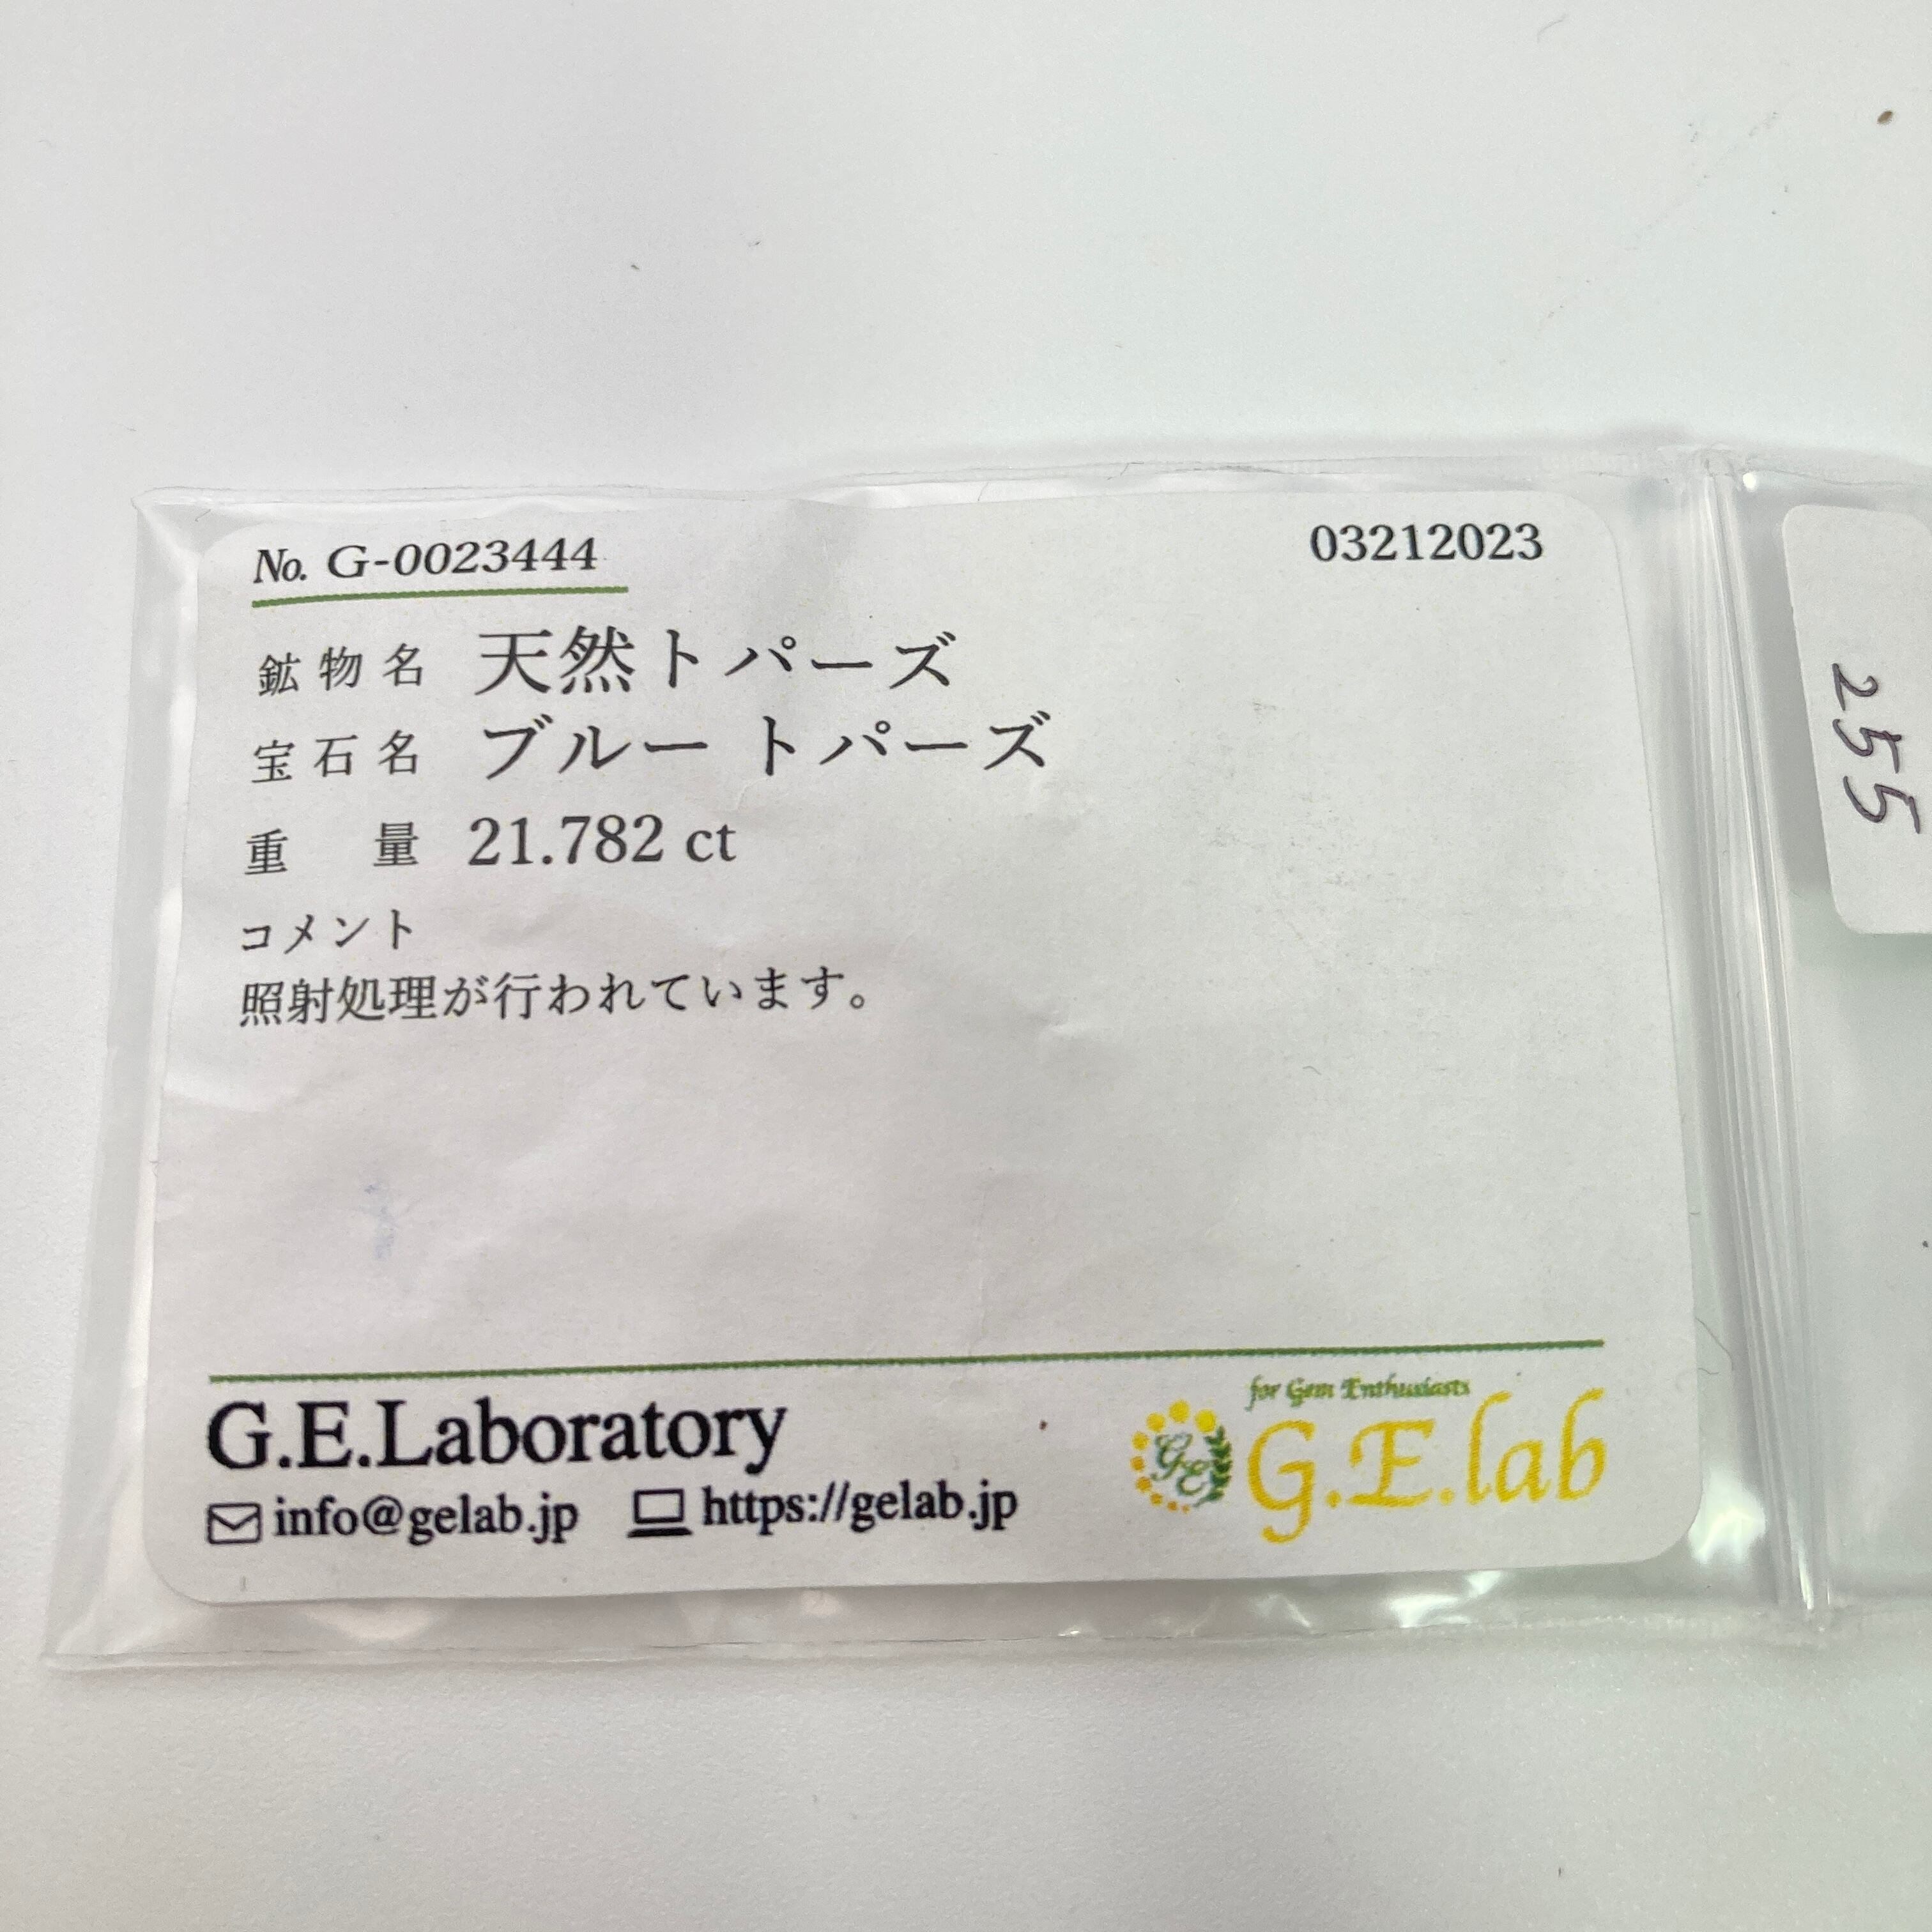 No. G-0023444
03212023
鉱物名 天然トパーズ
宝石名 ブルー トパーズ
重量 21.782 ct
コメント
照射処理が行われています。
G.E.Laboratory
info@gelab.jp https://gelab.jp
for Gem Enthusiasts
GE
G.E.lab
255